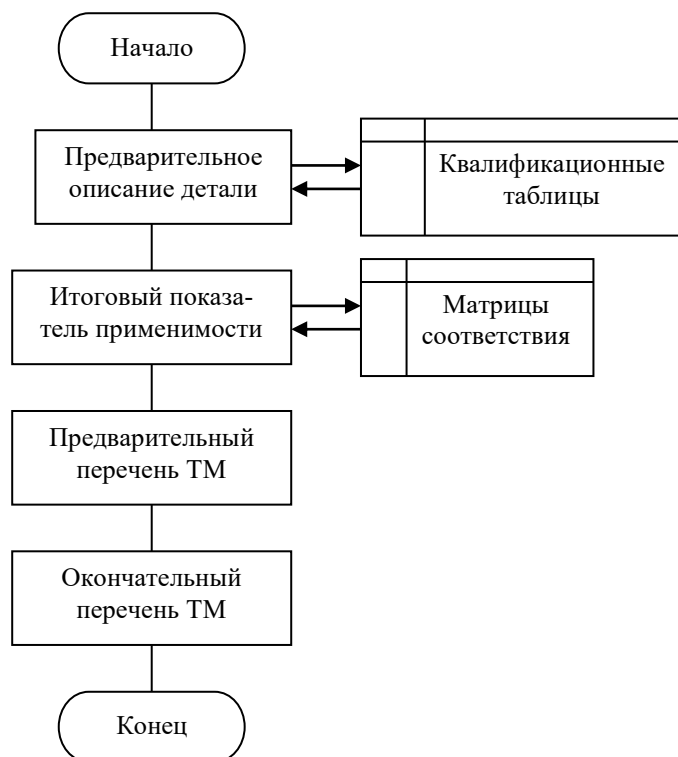 Начало
Предварительное
описание детали
Квалификационные
таблицы
Итоговый показа-
тель применимости
Матрицы
соответствия
Предварительный
перечень ТМ
Окончательный
перечень ТМ
Конец